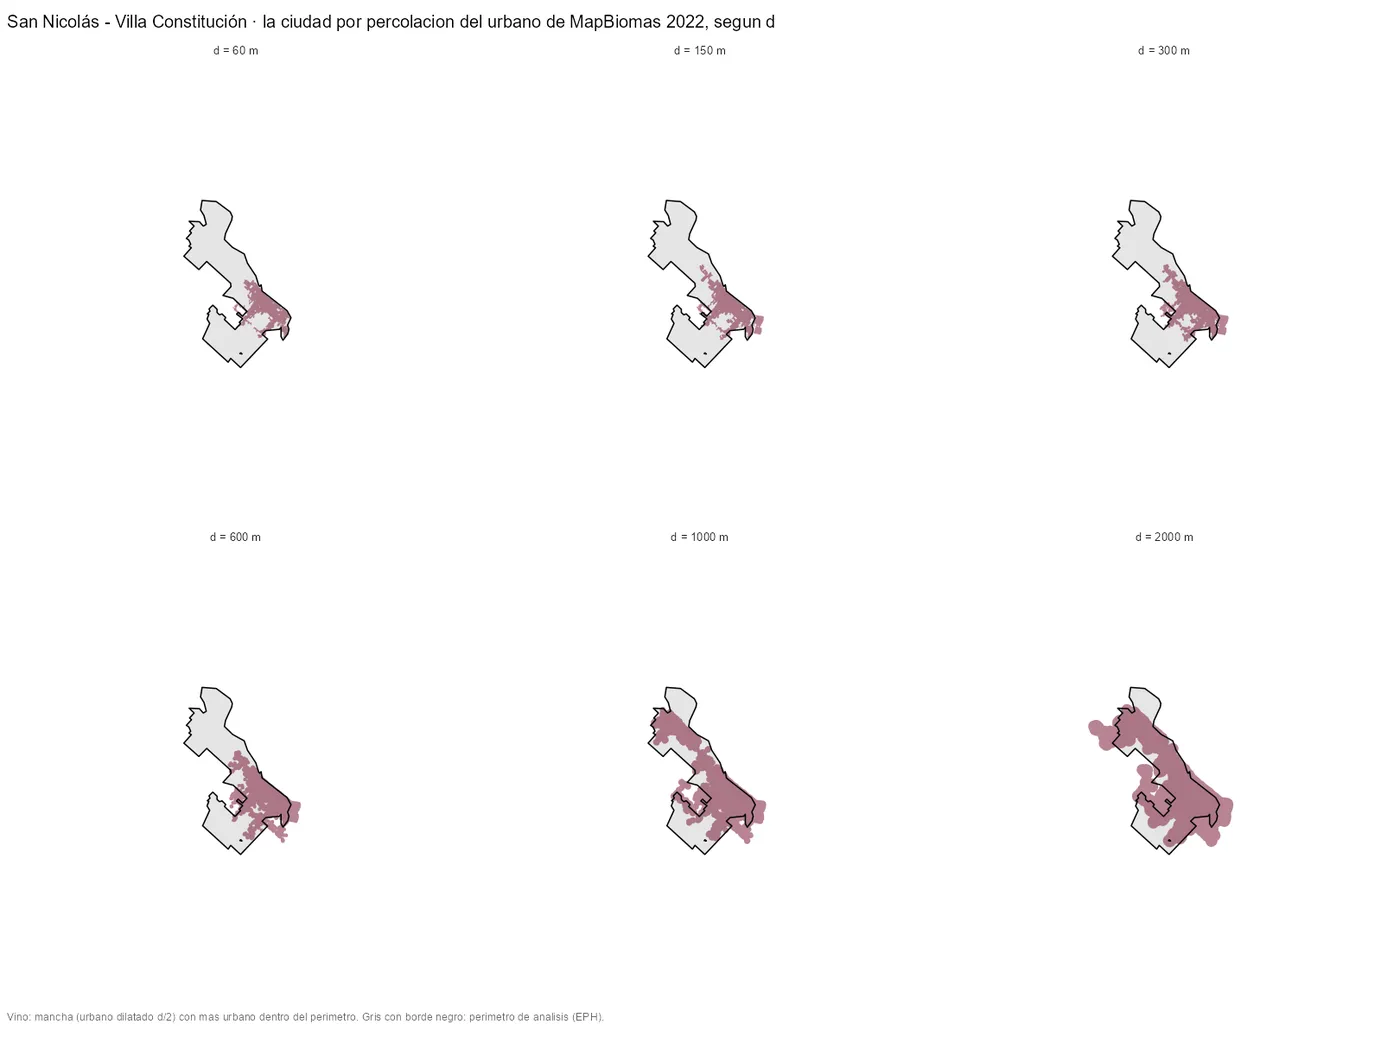 San Nicolás - Villa Constitución · la ciudad por percolacion del urbano de MapBiomas 2022, segun d
d = 60 m
d = 150 m
d = 300 m
d = 600 m
d = 1000 m
d = 2000 m
Vino: mancha (urbano dilatado d/2) con mas urbano dentro del perimetro. Gris con borde negro: perimetro de analisis (EPH).